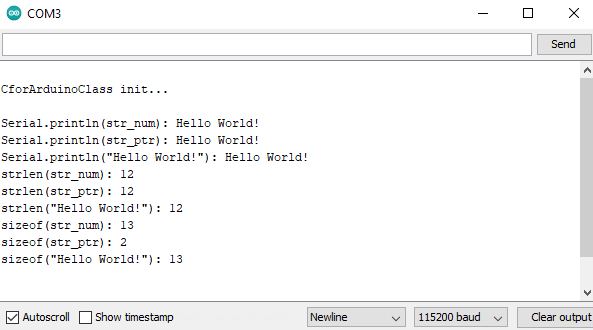 COM3
Send
CforArduinoClass init...
Serial.println(str_num): Hello World!
Serial.println(str_ptr): Hello World!
Serial.println("Hello World!"): Hello World!
strlen(str_num): 12
strlen(str_ptr): 12
strlen("Hello World!"): 12
sizeof(str_num): 13
sizeof(str_ptr): 2
sizeof("Hello World!"): 13
Autoscroll Show timestamp Newline 115200 baud Clear output